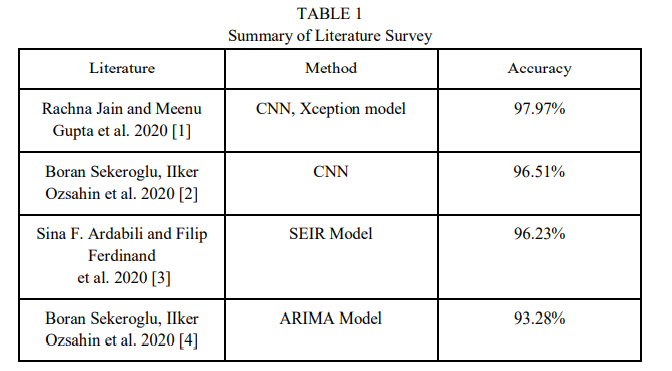 TABLE 1
Summary of Literature Survey
Literature Method Accuracy
Rachna Jain and Meenu
Gupta et al. 2020 [1]
CNN, Xception model
97.97%
Boran Sekeroglu, IIker
Ozsahin et al. 2020 [2]
CNN
96.51%
Sina F. Ardabili and Filip
Ferdinand
et al. 2020 [3]
SEIR Model
96.23%
Boran Sekeroglu, IIker
Ozsahin et al. 2020 [4]
ARIMA Model
93.28%